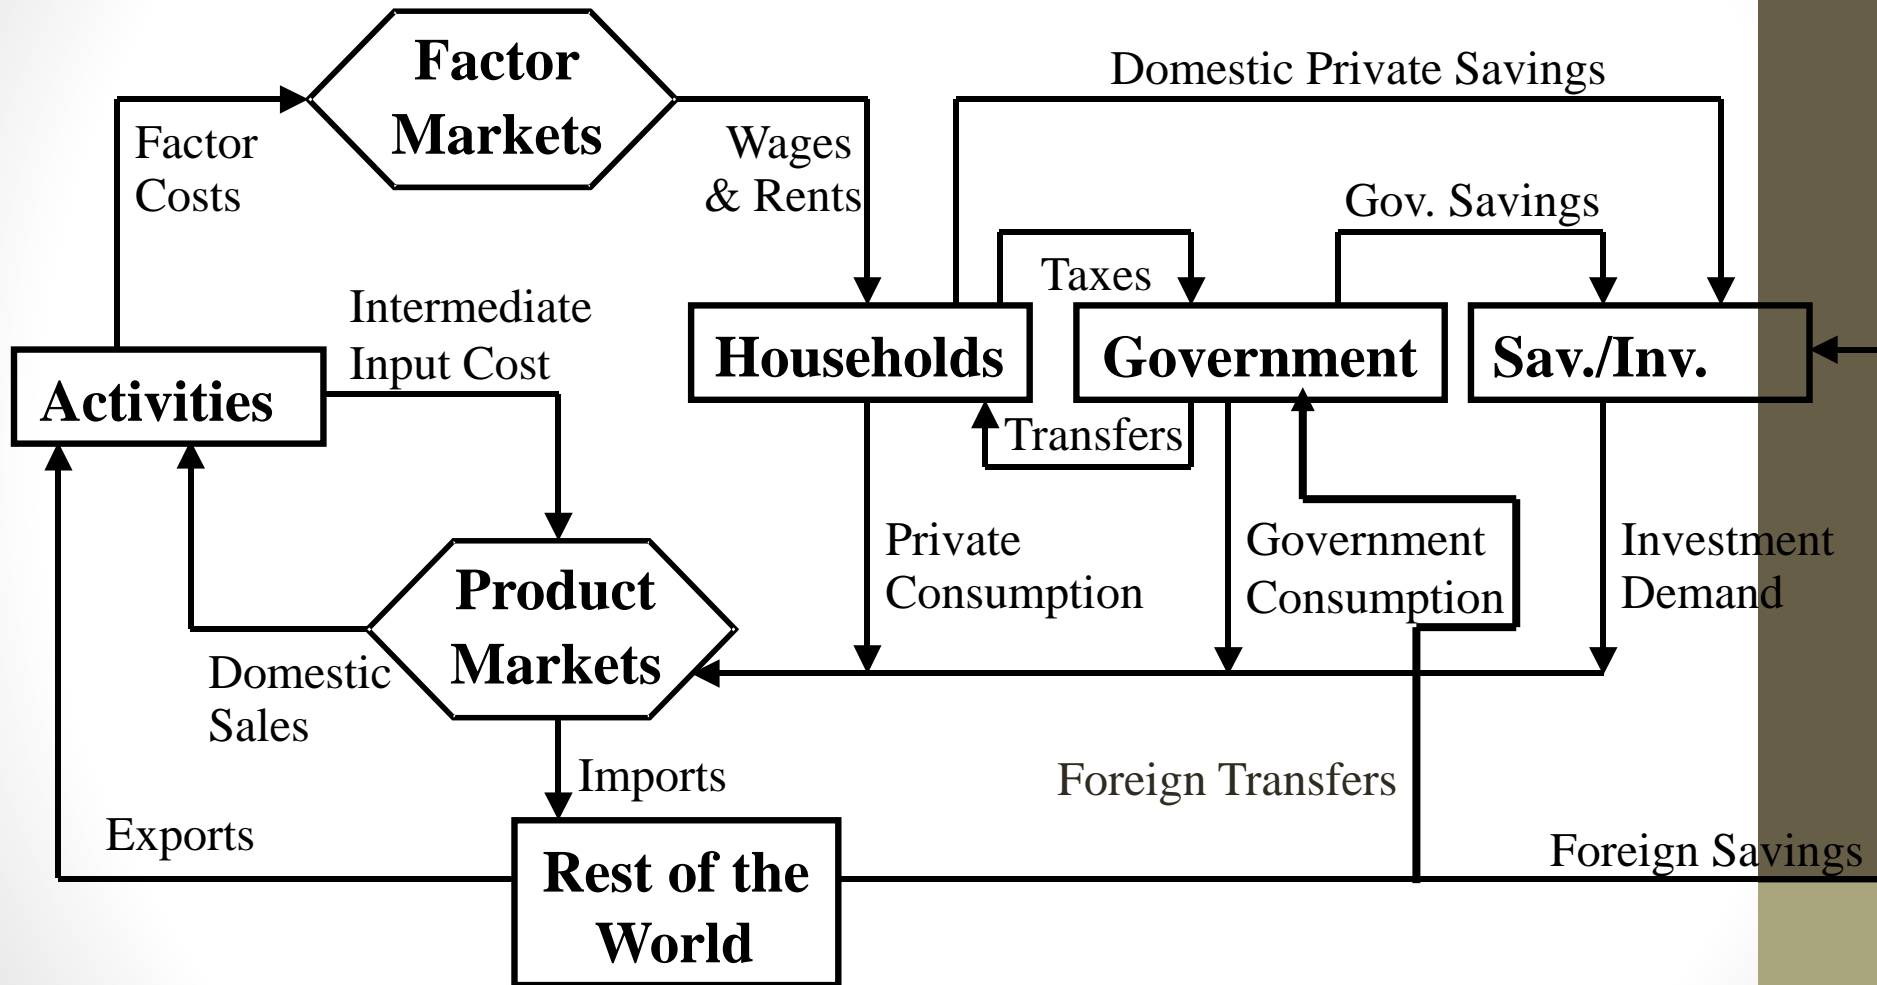 Factor
Markets
Domestic Private Savings
Factor
Costs
Wages
& Rents
Gov. Savings
Taxes
Intermediate
Input Cost
Households
Government
Sav./Inv.
Activities
Transfers
Private
Consumption
Government
Consumption
Investment
Demand
Product
Markets
Domestic
Sales
Imports
Foreign Transfers
Exports
Foreign Savings
Rest of the
World